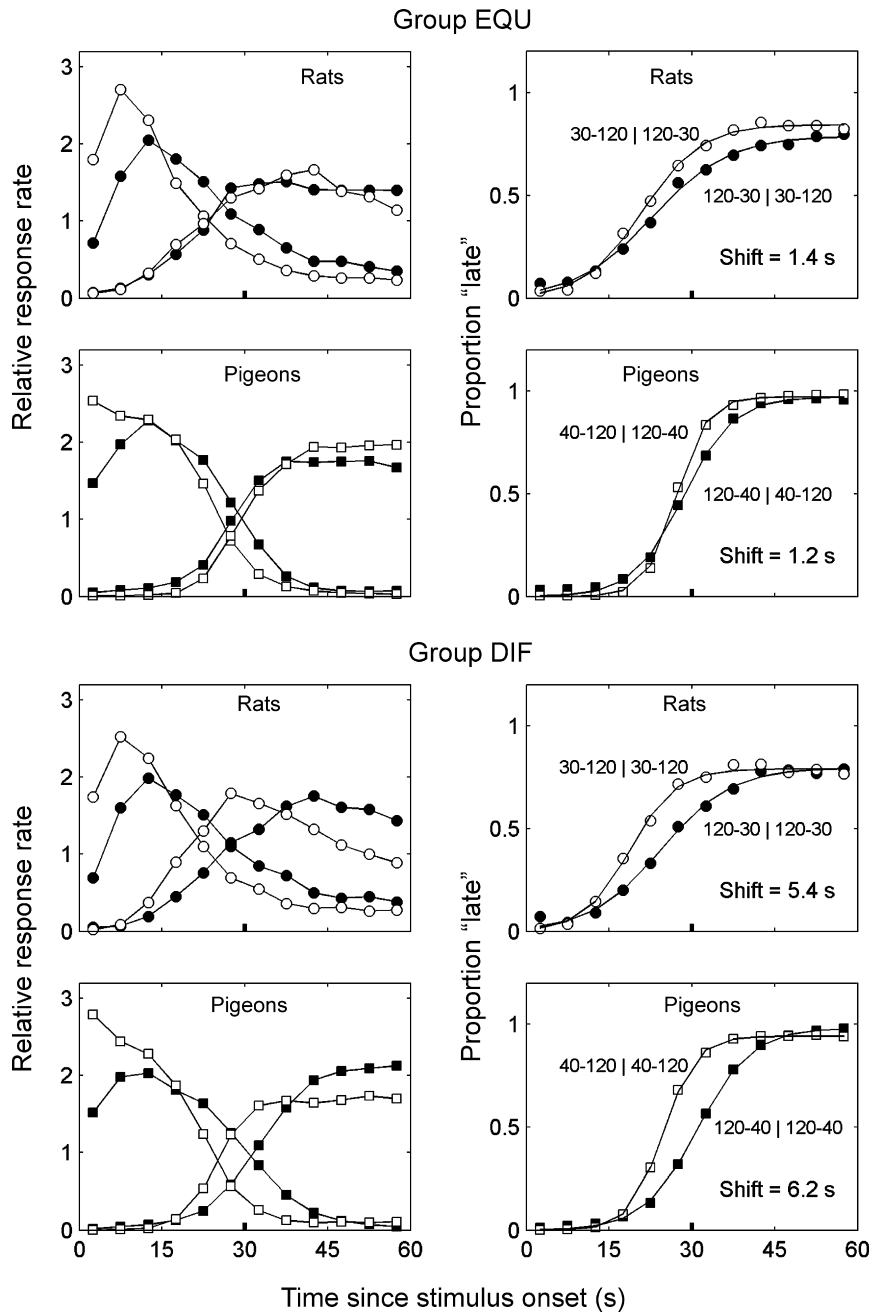 Group EQU
Rats
Rats
3
2
1
0
1
0.5
0
30-120 | 120-30
120-30 | 30-120
Shift = 1.4 s
Relative response rate
Proportion “late”
Pigeons
Pigeons
3
2
1
0
1
0.5
0
40-120 | 120-40
120-40 | 40-120
Shift = 1.2 s
Group DIF
Rats
Rats
3
2
1
0
1
0.5
0
30-120 | 30-120
120-30 | 120-30
Shift = 5.4 s
Relative response rate
Proportion “late”
Pigeons
Pigeons
3
2
1
0
1
0.5
0
40-120 | 40-120
120-40 | 120-40
Shift = 6.2 s
0 15 30 45 60
0 15 30 45 60
Time since stimulus onset (s)